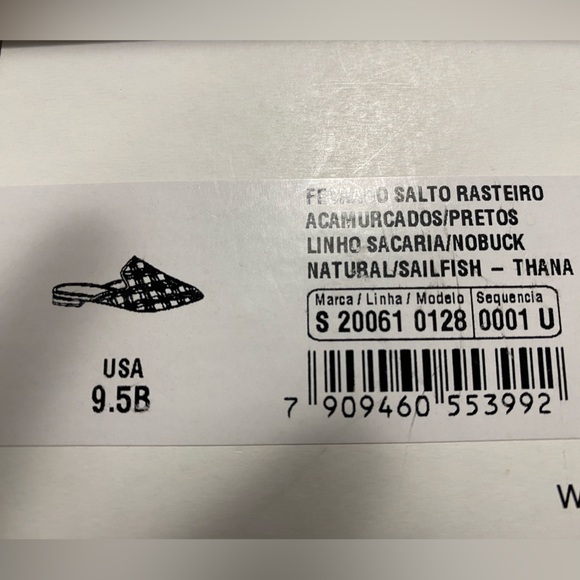 SALTO RASTEIRO
ACAMURCADOS/PRETOS
LINHO SACARIA/NOBUCK
NATURAL/SAILFISH – THANA
Marca / Linha / Modelo Sequencia
S 20061 0128 0001 U
USA
9.5B
7 909460 553992
W